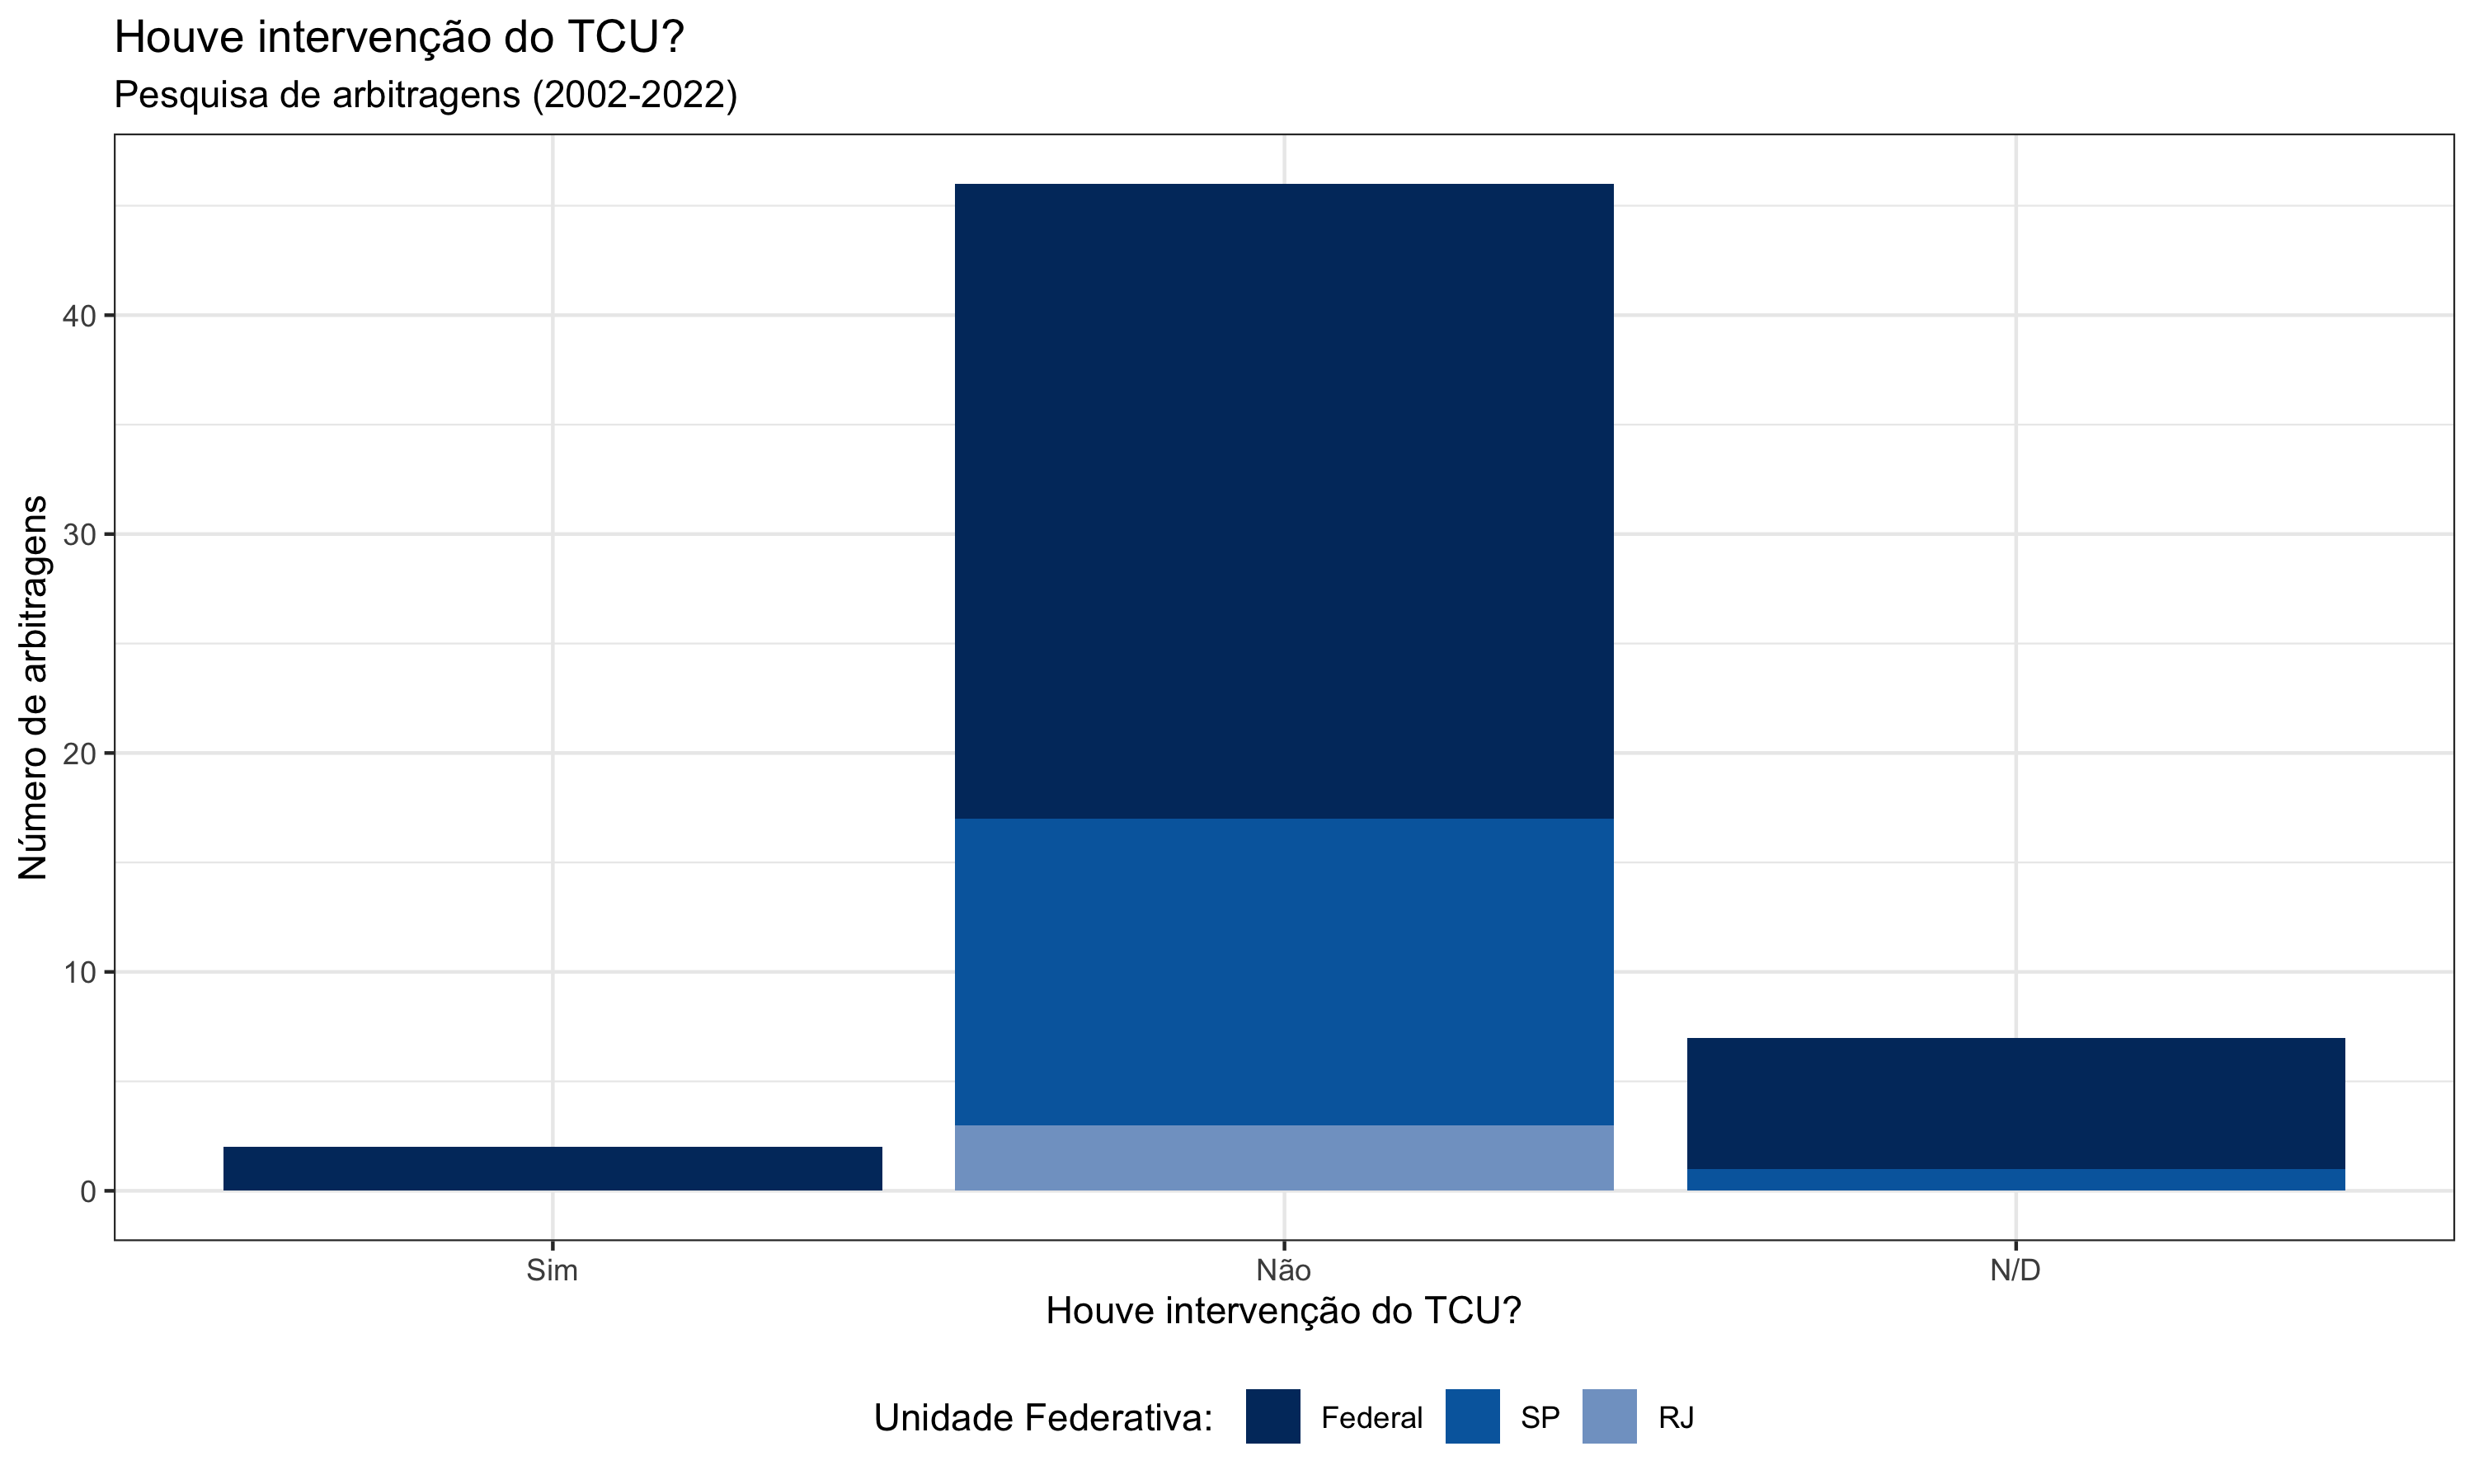 Houve intervenção do TCU?
Pesquisa de arbitragens (2002-2022)
Número de arbitragens
40
30
20
10
0
Sim
Não
N/D
Houve intervenção do TCU?
Unidade Federativa: Federal SP RJ